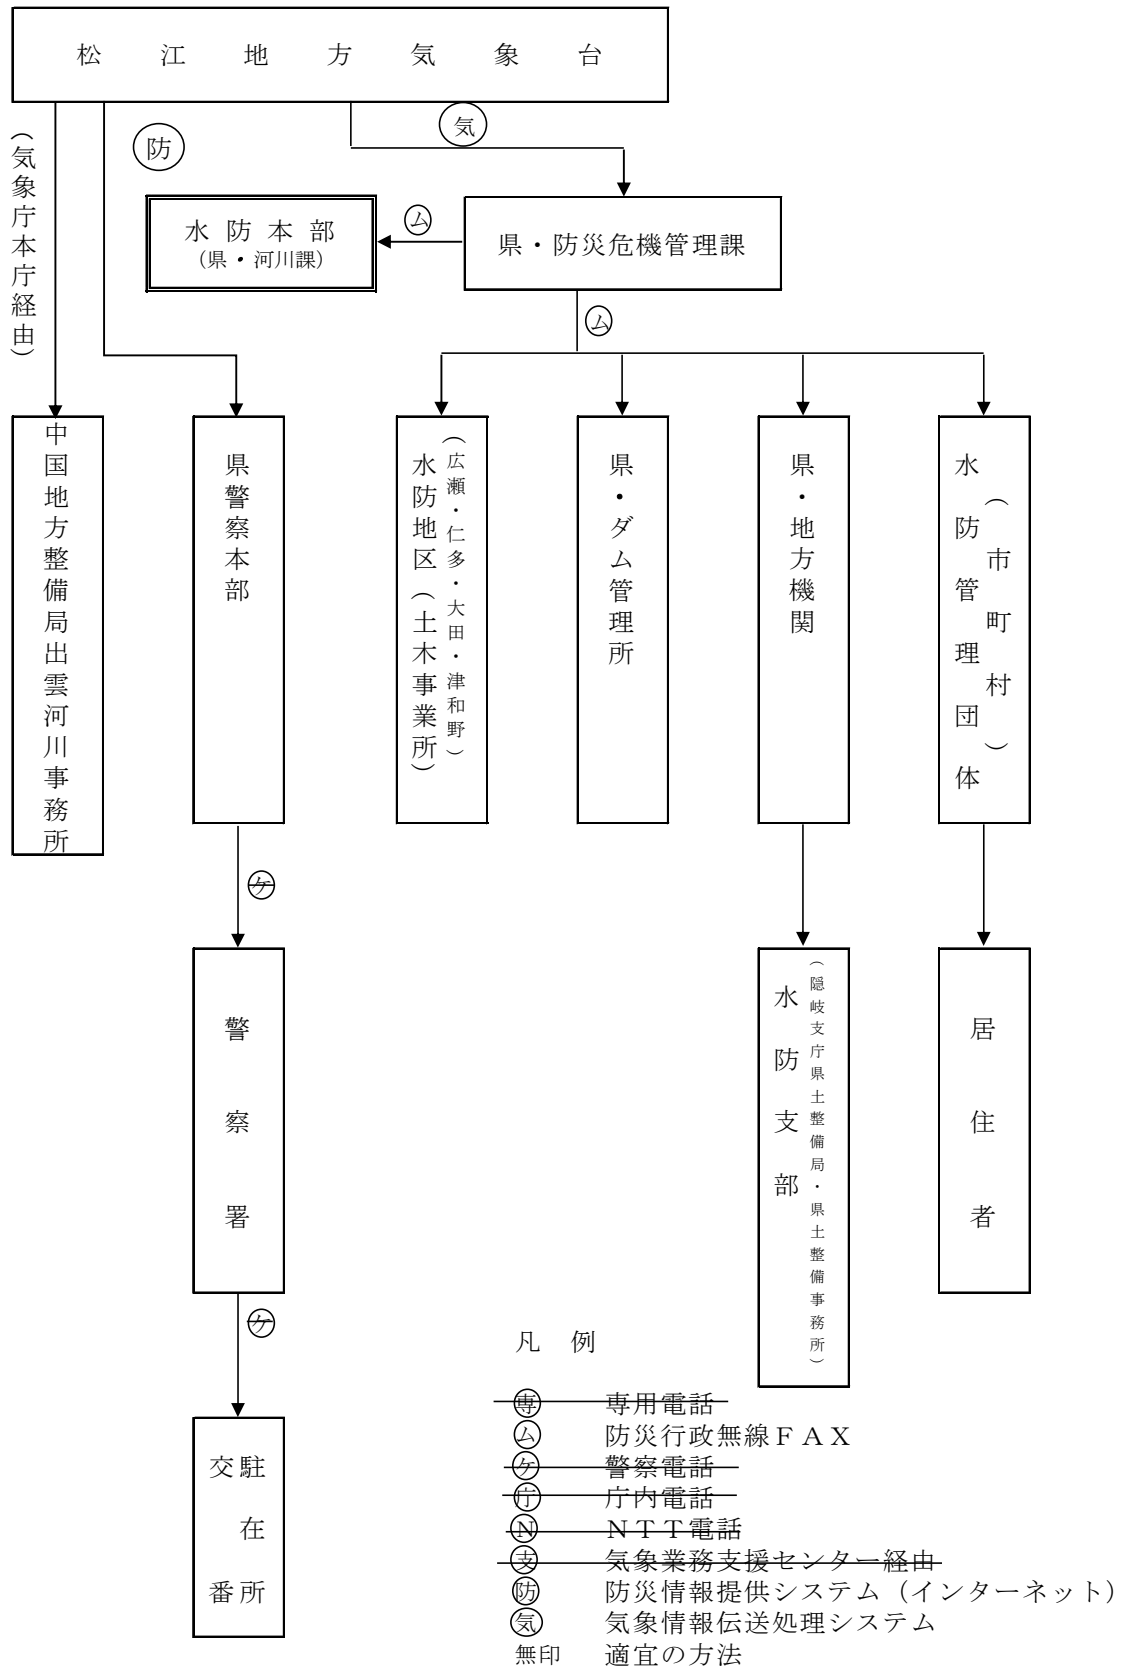 松江地方気象台
（気象庁本庁経由）
防
気
水防本部
（県・河川課）
ム
県・防災危機管理課
ム
中国地方整備局出雲河川事務所
県警察本部
水防地区（土木事業所）
（広瀬・仁多・大田・津和野）
県・ダム管理所
県・地方機関
水防管理団体
（市町村）
ケ
警察署
水防支部
（隠岐支庁県土整備局・県土整備事務所）
居住者
ケ
交番
駐在所
凡 例
専 専用電話
ム 防災行政無線ＦＡＸ
ケ 警察電話
庁 庁内電話
Ｎ ＮＴＴ電話
支 気象業務支援センター経由
防 防災情報提供システム（インターネット）
気 気象情報伝送処理システム
無印 適宜の方法